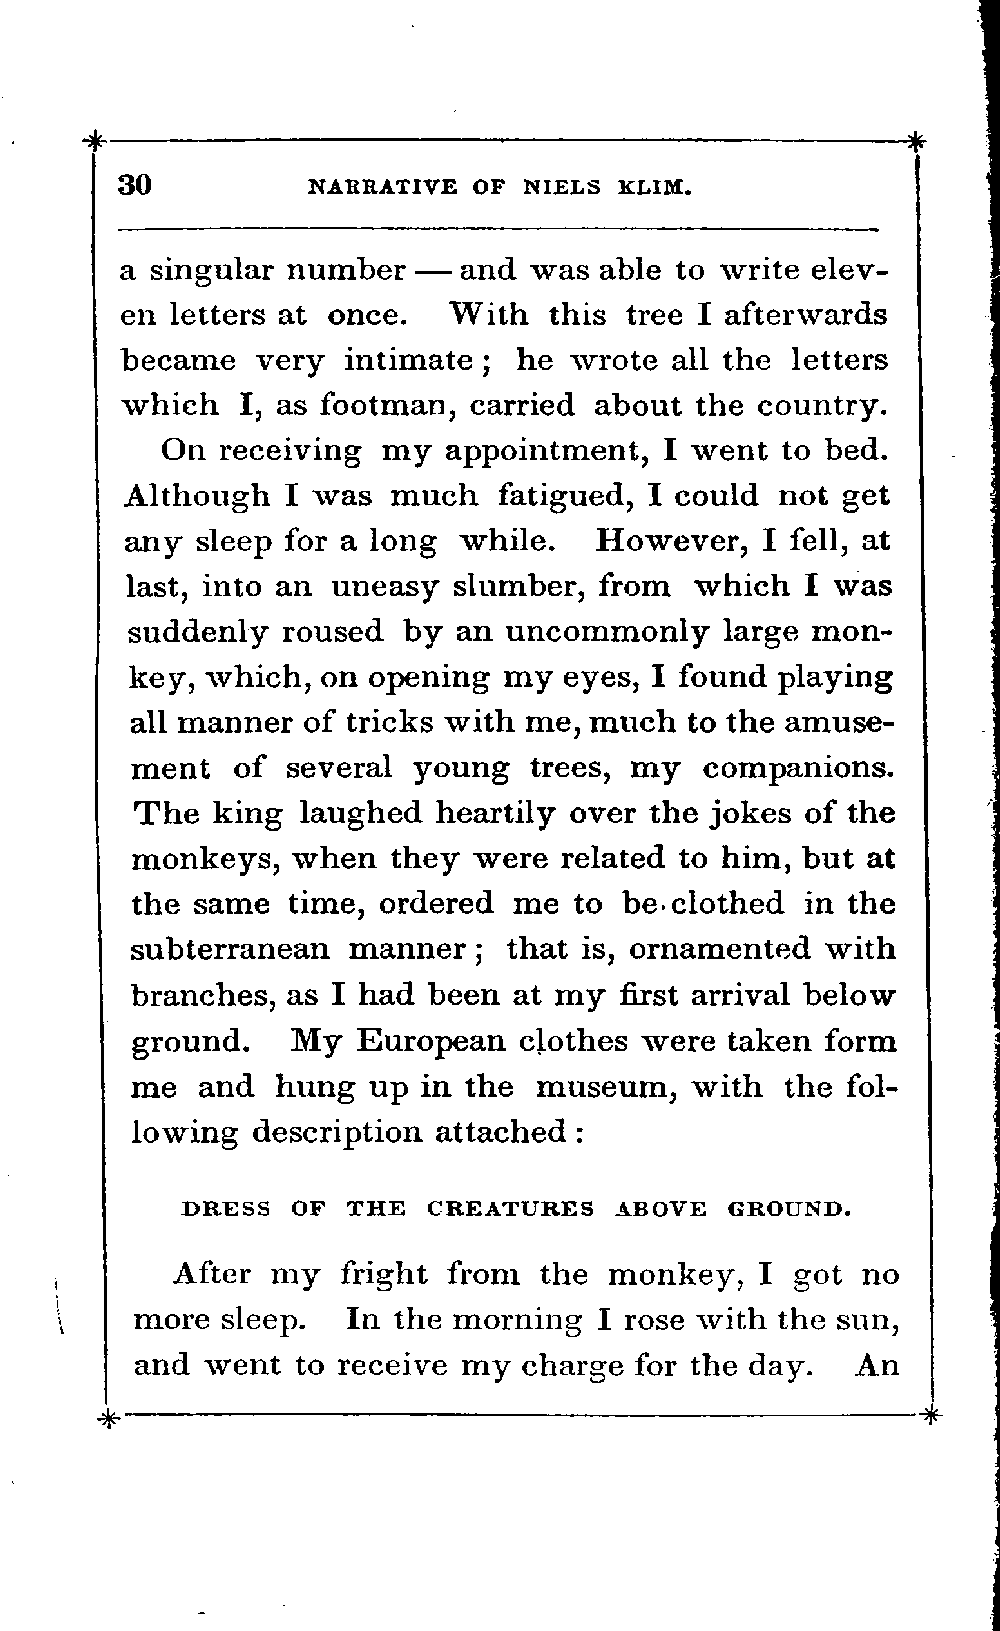 30 NARRATIVE OF NIELS KLIM.
a singular number — and was able to write elev-
en letters at once. With this tree I afterwards
became very intimate ; he wrote all the letters
which I, as footman, carried about the country.
On receiving my appointment, I went to bed.
Although I was much fatigued, I could not get
any sleep for a long while. However, I fell, at
last, into an uneasy slumber, from which I was
suddenly roused by an uncommonly large mon-
key, which, on opening my eyes, I found playing
all manner of tricks with me, much to the amuse-
ment of several young trees, my companions.
The king laughed heartily over the jokes of the
monkeys, when they were related to him, but at
the same time, ordered me to be clothed in the
subterranean manner ; that is, ornamented with
branches, as I had been at my first arrival below
ground. My European clothes were taken form
me and hung up in the museum, with the fol-
lowing description attached :
DRESS OF THE CREATURES ABOVE GROUND.
After my fright from the monkey, I got no
more sleep. In the morning I rose with the sun,
and went to receive my charge for the day. An